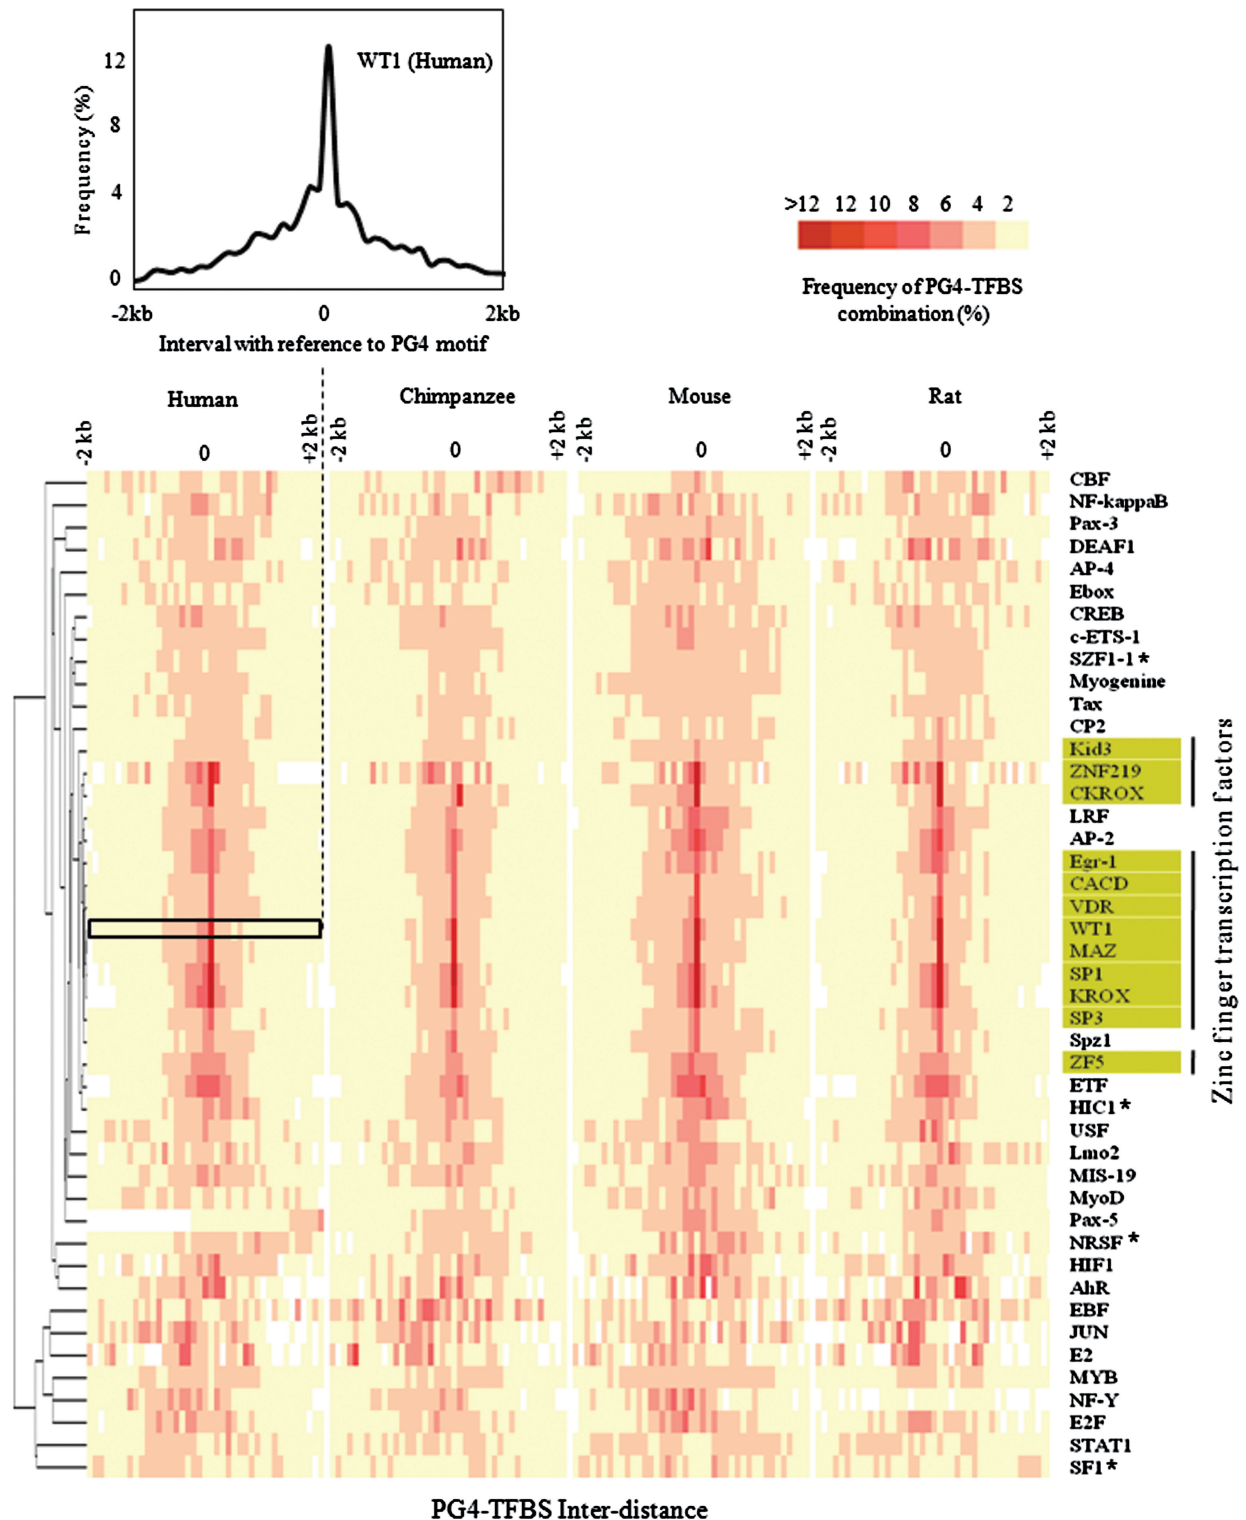 12
8
4
0
Frequency (%)
WT1 (Human)
-2kb
0
2kb
Interval with reference to PG4 motif
>12 12 10 8 6 4 2
Frequency of PG4-TFBS
combination (%)
Human
Chimpanzee
Mouse
Rat
-2 kb
0
+2 kb
-2 kb
0
+2 kb
-2 kb
0
+2 kb
-2 kb
0
+2 kb
CBF
NF-kappaB
Pax-3
DEAF1
AP-4
Ebox
CREB
c-ETS-1
SZF1-1 *
Myogenine
Tax
CP2
Kid3
ZNF219
CKROX
LRF
AP-2
Egr-1
CACD
VDR
WT1
MAZ
SP1
KROX
SP3
Spz1
ZF5
ETF
HIC1 *
USF
Lmo2
MIS-19
MyoD
Pax-5
NRSF *
HIF1
AhR
EBF
JUN
E2
MYB
NF-Y
E2F
STAT1
SF1 *
Zinc finger transcription factors
PG4-TFBS Inter-distance